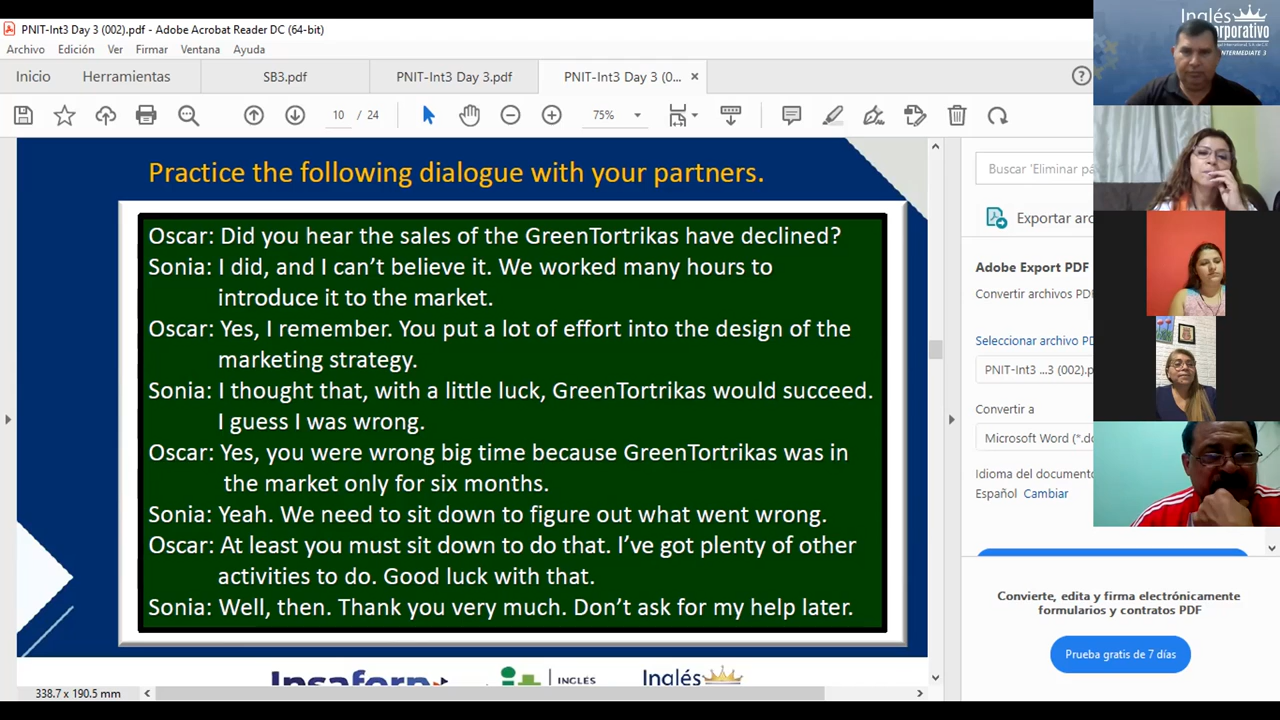 PNIT-Int3 Day 3 (002).pdf - Adobe Acrobat Reader DC (64-bit)
Archivo Edición Ver Firmar Ventana Ayuda
Inicio Herramientas SB3.pdf PNIT-Int3 Day 3.pdf PNIT-Int3 Day 3 (0... ×
10 / 24 75%
Practice the following dialogue with your partners.
Oscar: Did you hear the sales of the GreenTortrikas have declined?
Sonia: I did, and I can't believe it. We worked many hours to
introduce it to the market.
Oscar: Yes, I remember. You put a lot of effort into the design of the
marketing strategy.
Sonia: I thought that, with a little luck, GreenTortrikas would succeed.
I guess I was wrong.
Oscar: Yes, you were wrong big time because GreenTortrikas was in
the market only for six months.
Sonia: Yeah. We need to sit down to figure out what went wrong.
Oscar: At least you must sit down to do that. I've got plenty of other
activities to do. Good luck with that.
Sonia: Well, then. Thank you very much. Don't ask for my help later.
INGLÉS
Inglés
338.7 x 190.5 mm
Buscar 'Eliminar pá
Exportar arc
Adobe Export PDF
Convertir archivos PD
Seleccionar archivo PD
PNIT-Int3 ...3 (002).p
Convertir a
Microsoft Word (*.do
Idioma del documento
Español Cambiar
Convierte, edita y firma electrónicamente
formularios y contratos PDF
Prueba gratis de 7 días
Inglés
orporativo
INTERMEDIATE 3